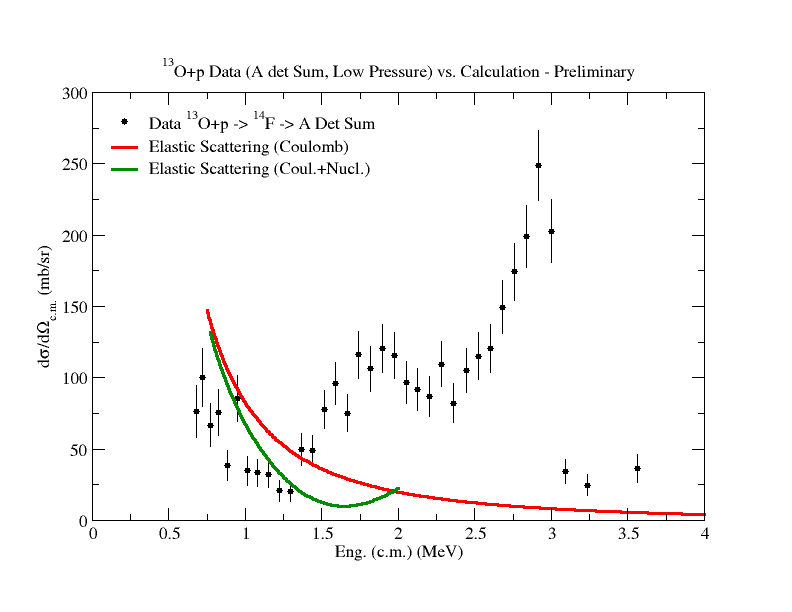 ¹³O+p Data (A det Sum, Low Pressure) vs. Calculation - Preliminary
300
250
200
150
100
50
0
dσ/dΩc.m. (mb/sr)
Data ¹³O+p -> ¹⁴F -> A Det Sum
Elastic Scattering (Coulomb)
Elastic Scattering (Coul.+Nucl.)
0 0.5 1 1.5 2 2.5 3 3.5 4
Eng. (c.m.) (MeV)